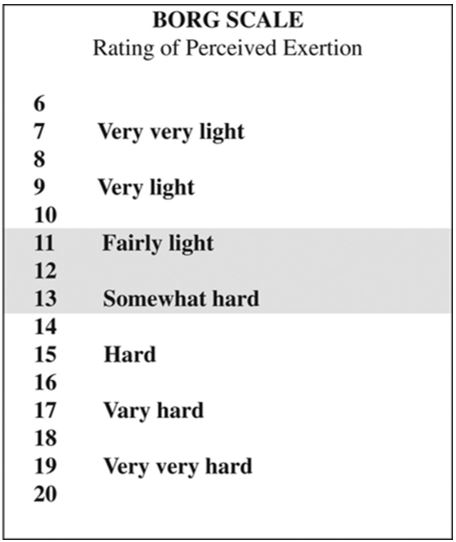 BORG SCALE
Rating of Perceived Exertion
6
7 Very very light
8
9 Very light
10
11 Fairly light
12
13 Somewhat hard
14
15 Hard
16
17 Vary hard
18
19 Very very hard
20